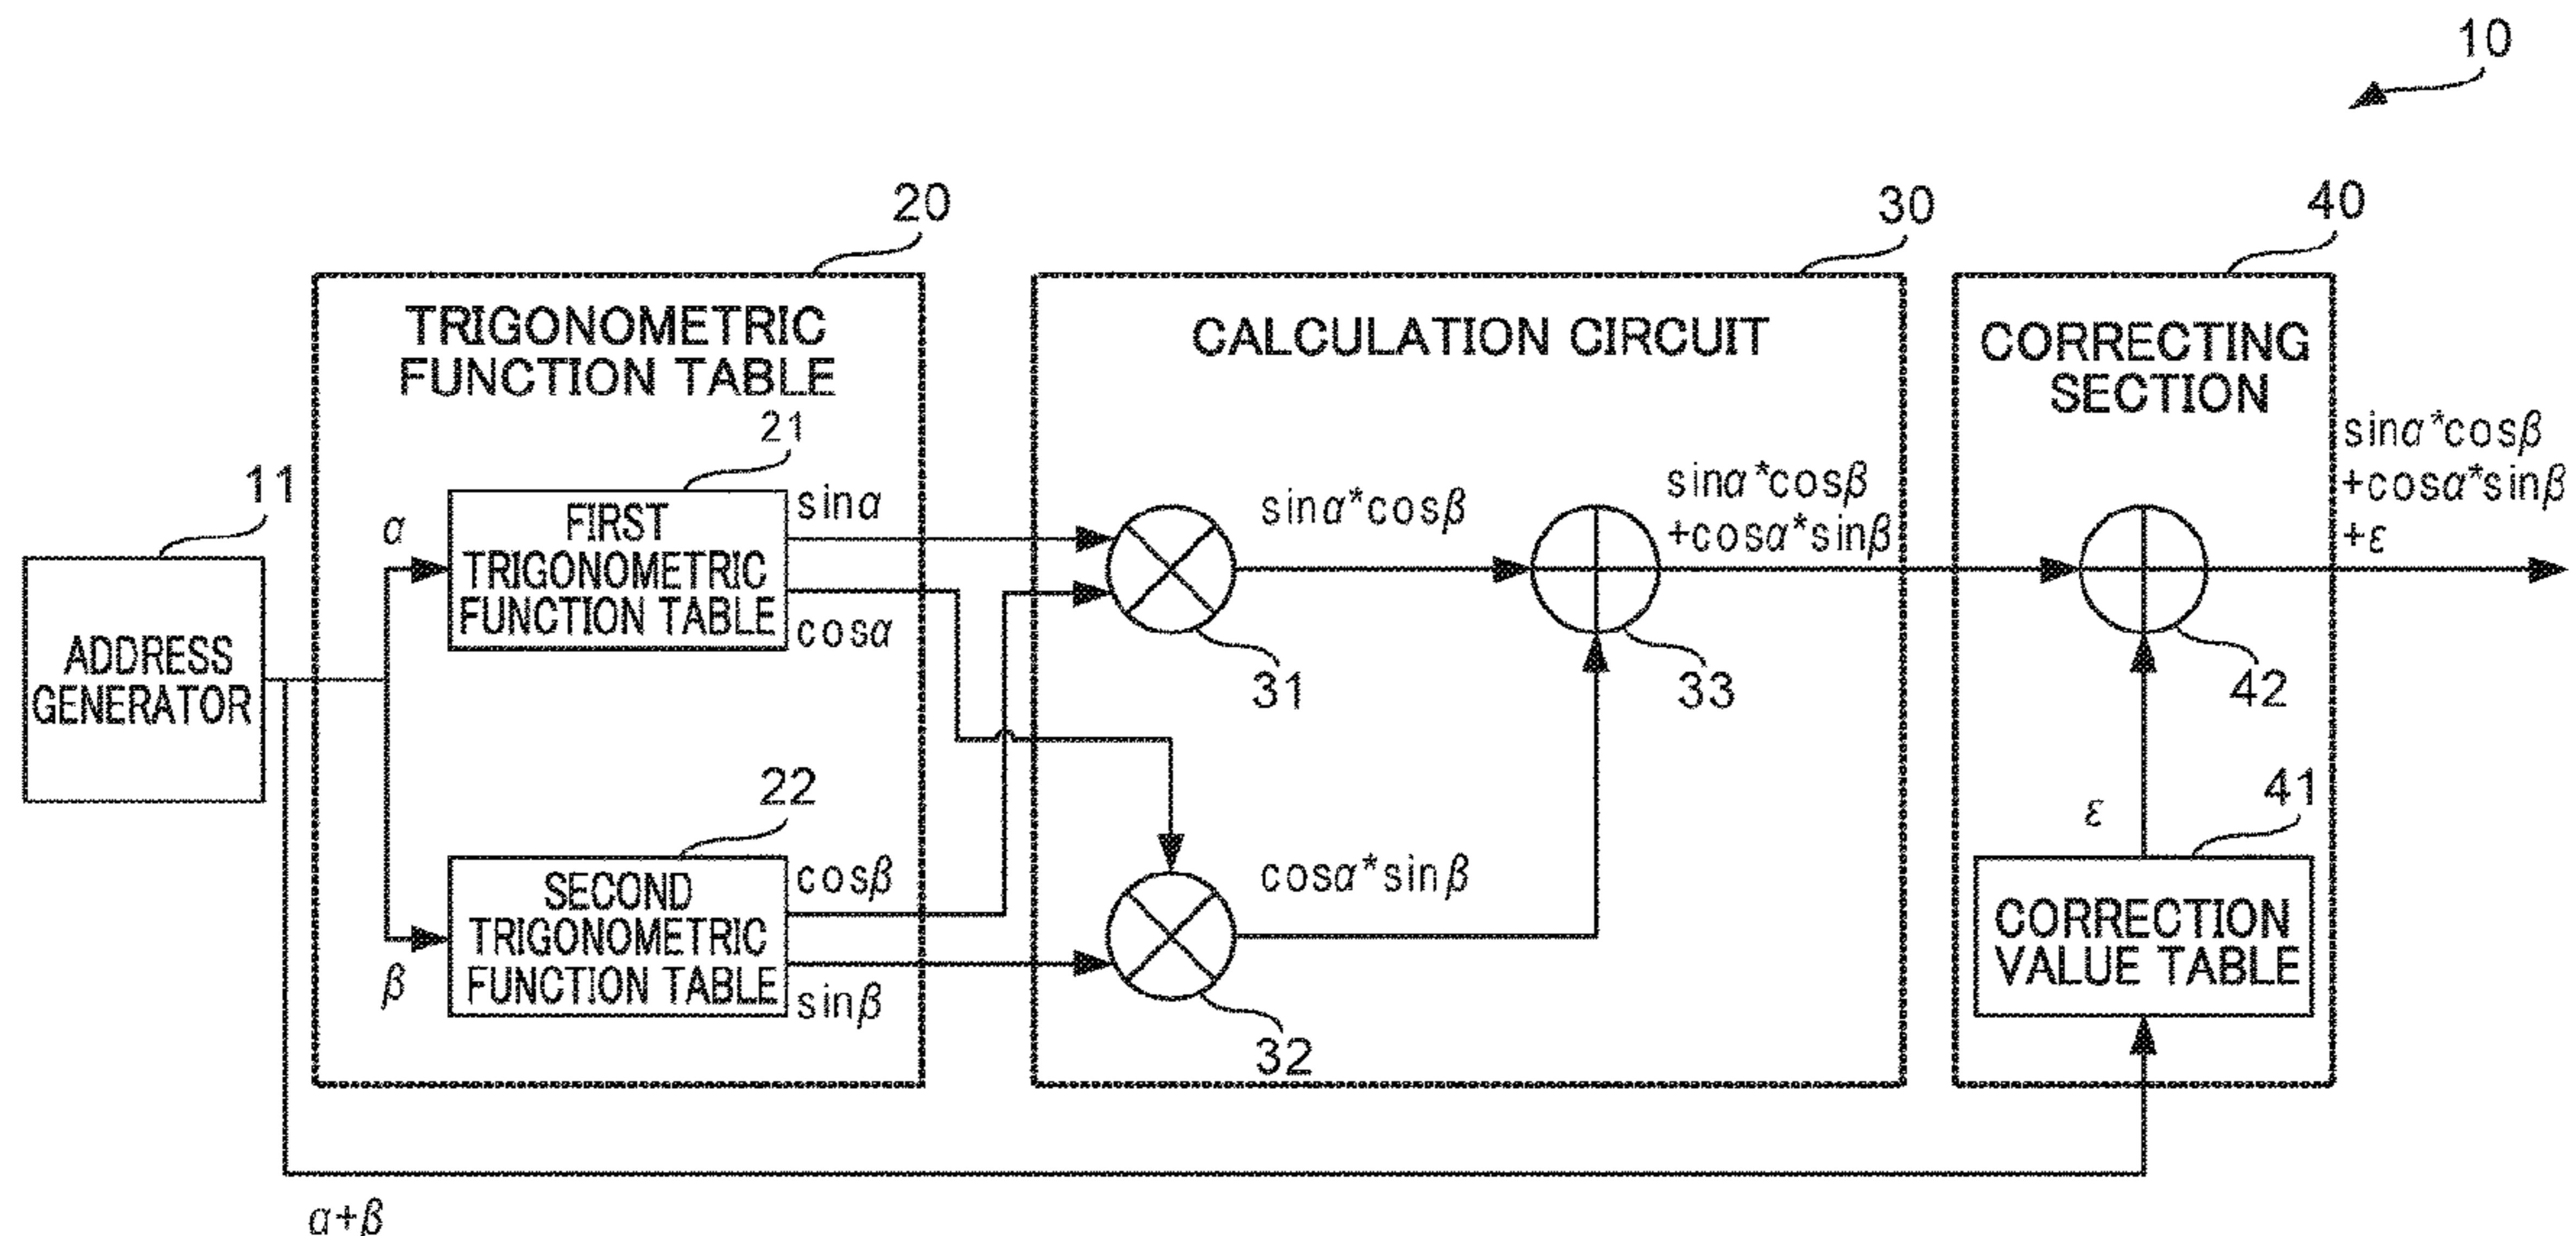 10
20
30
40
TRIGONOMETRIC
FUNCTION TABLE
CALCULATION CIRCUIT
CORRECTING
SECTION
11
ADDRESS
GENERATOR
α
21
FIRST
TRIGONOMETRIC
FUNCTION TABLE
sinα
cosα
β
22
SECOND
TRIGONOMETRIC
FUNCTION TABLE
cosβ
sinβ
sinα*cosβ
31
cosα*sinβ
32
sinα*cosβ
+cosα*sinβ
33
42
ε
41
CORRECTION
VALUE TABLE
sinα*cosβ
+cosα*sinβ
+ε
α+β